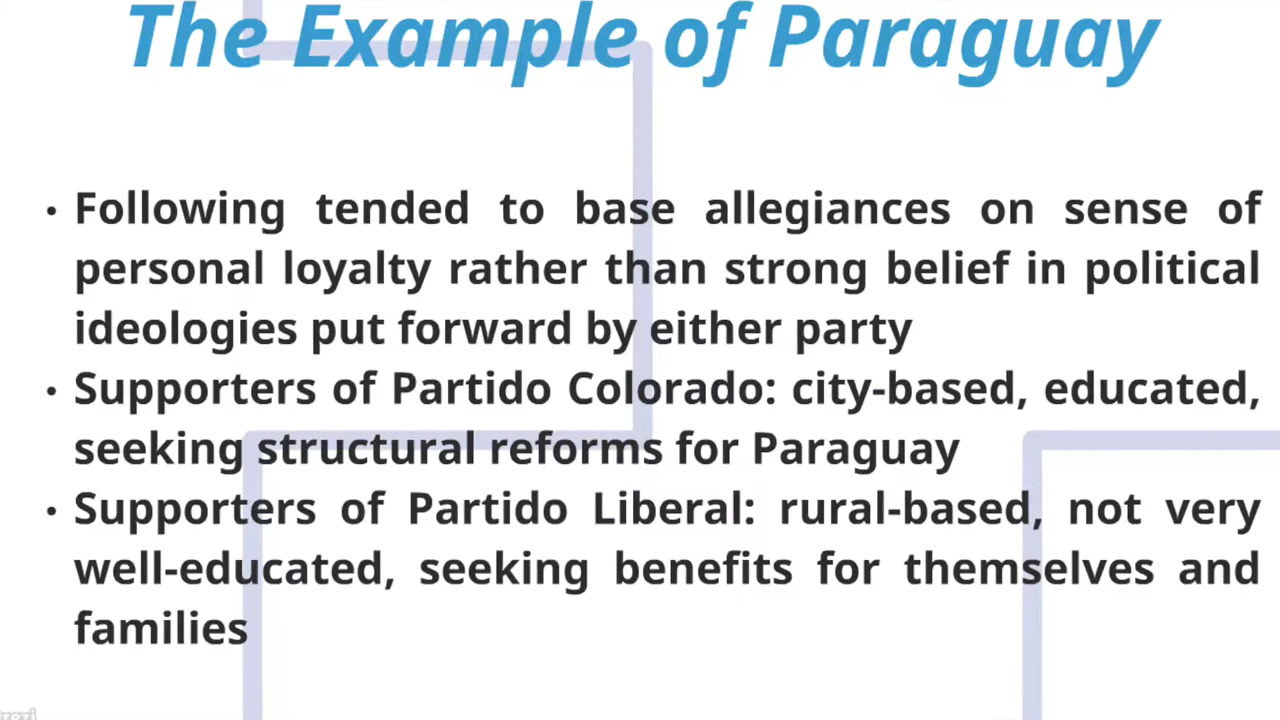 The Example of Paraguay
• Following tended to base allegiances on sense of
personal loyalty rather than strong belief in political
ideologies put forward by either party
• Supporters of Partido Colorado: city-based, educated,
seeking structural reforms for Paraguay
• Supporters of Partido Liberal: rural-based, not very
well-educated, seeking benefits for themselves and
families